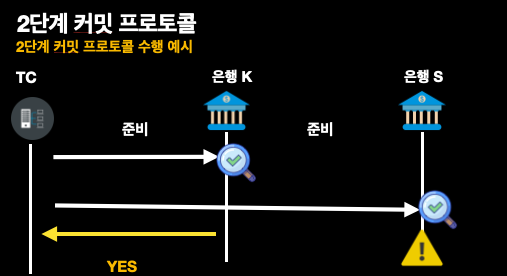 2단계 커밋 프로토콜
2단계 커밋 프로토콜 수행 예시
TC
은행 K
은행 S
준비
준비
YES